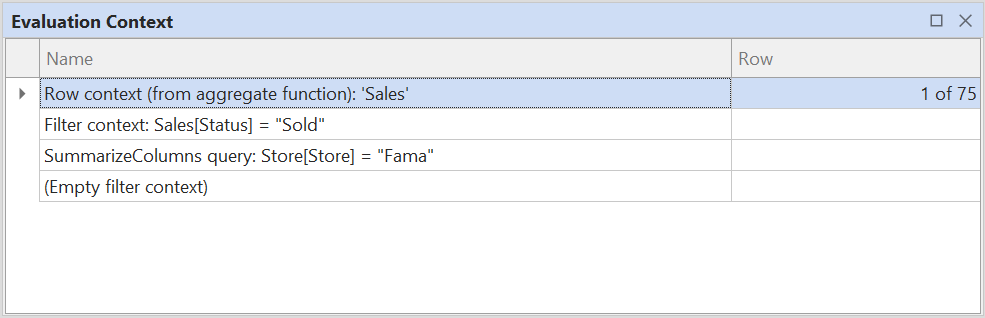 Evaluation Context
Name Row
Row context (from aggregate function): 'Sales' 1 of 75
Filter context: Sales[Status] = "Sold"
SummarizeColumns query: Store[Store] = "Fama"
(Empty filter context)